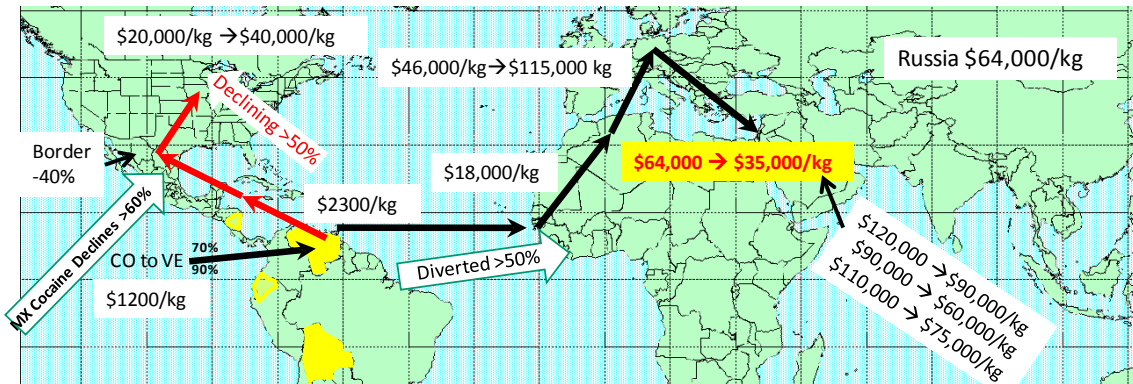 $20,000/kg →$40,000/kg
$46,000/kg→$115,000 kg
Russia $64,000/kg
Declining >50%
Border
-40%
$64,000 → $35,000/kg
$18,000/kg
$2300/kg
MX Cocaine Declines >60%
CO to VE
70%
90%
$1200/kg
Diverted >50%
$120,000 →$90,000/kg
$90,000 → $60,000/kg
$110,000 → $75,000/kg